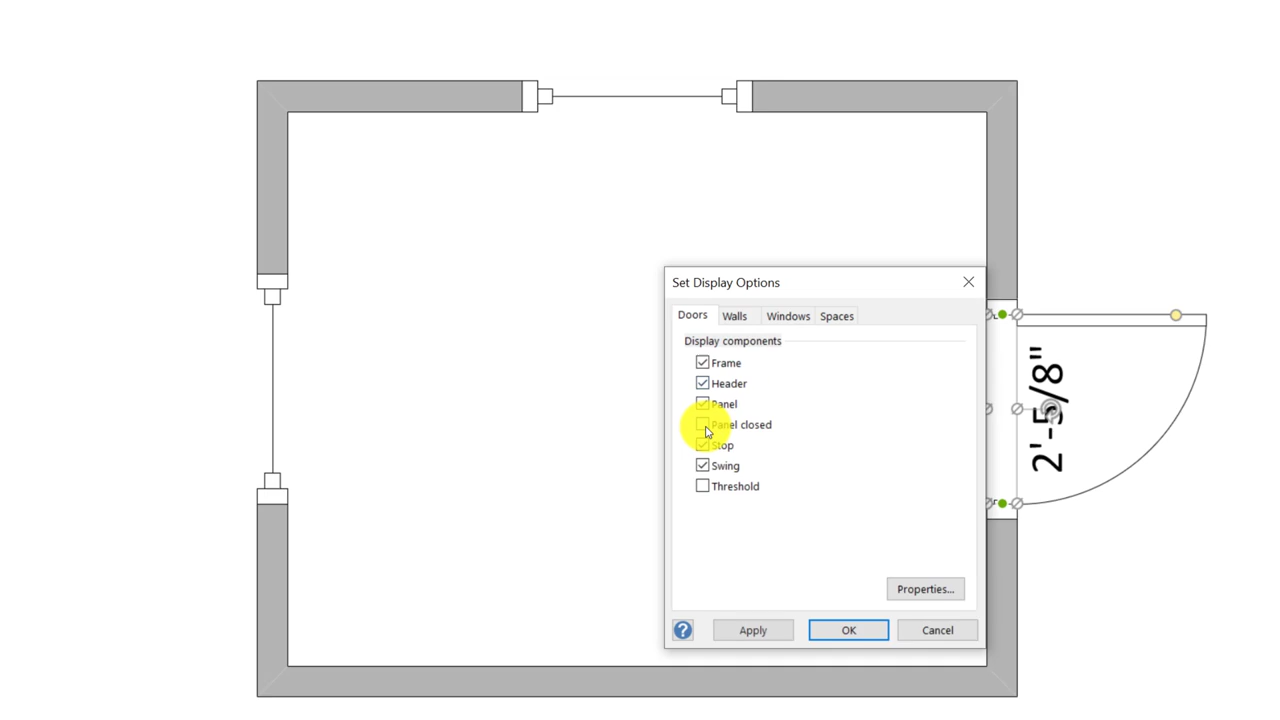 Set Display Options
Doors Walls Windows Spaces
Display components
Frame
Header
Panel
Panel closed
Stop
Swing
Threshold
Properties...
? Apply OK Cancel
2'-5/8"